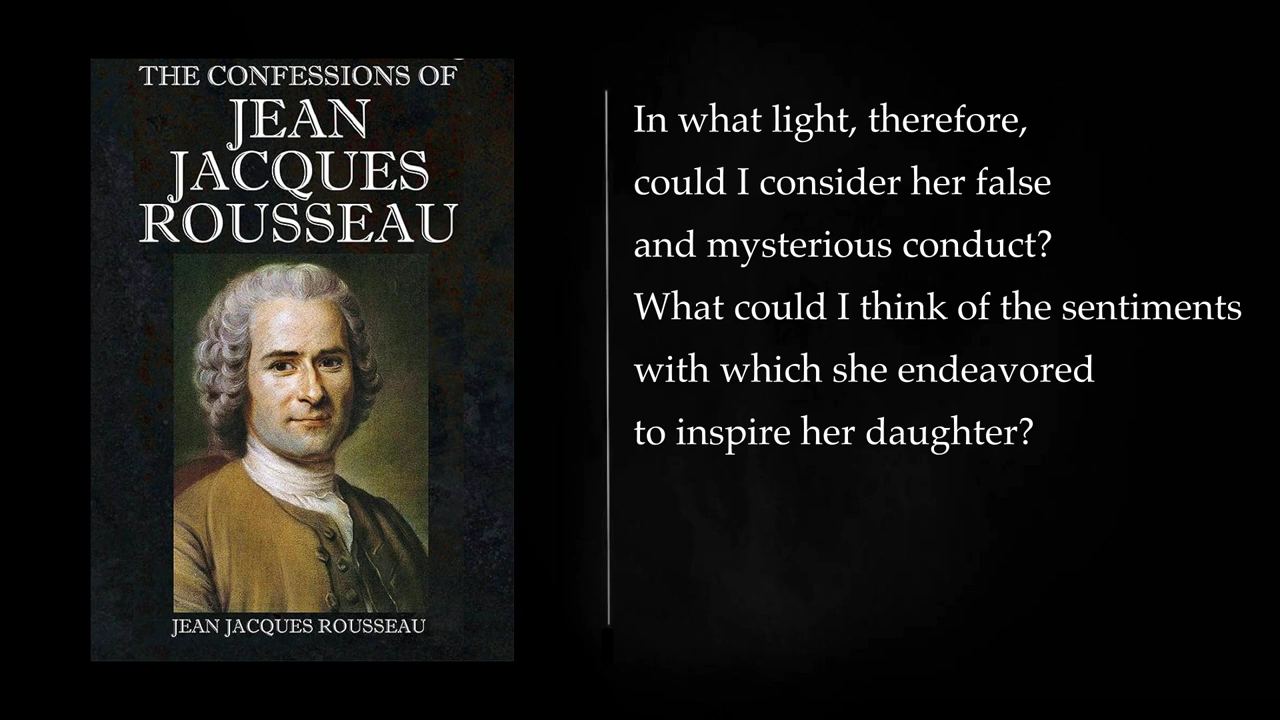 THE CONFESSIONS OF
JEAN
JACQUES
ROUSSEAU
JEAN JACQUES ROUSSEAU
In what light, therefore,
could I consider her false
and mysterious conduct?
What could I think of the sentiments
with which she endeavored
to inspire her daughter?